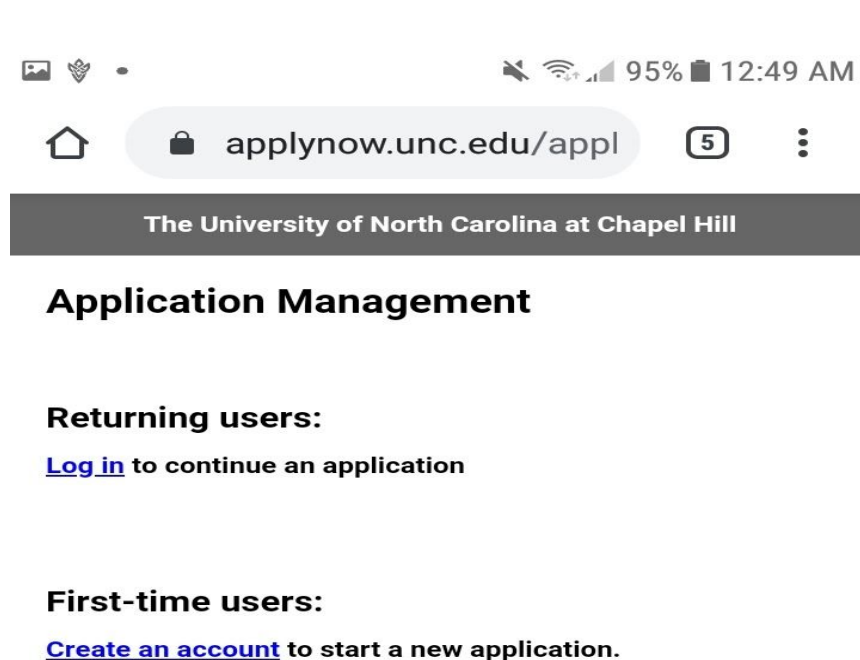 95% 12:49 AM
applynow.unc.edu/appl 5
The University of North Carolina at Chapel Hill
Application Management
Returning users:
Log in to continue an application
First-time users:
Create an account to start a new application.